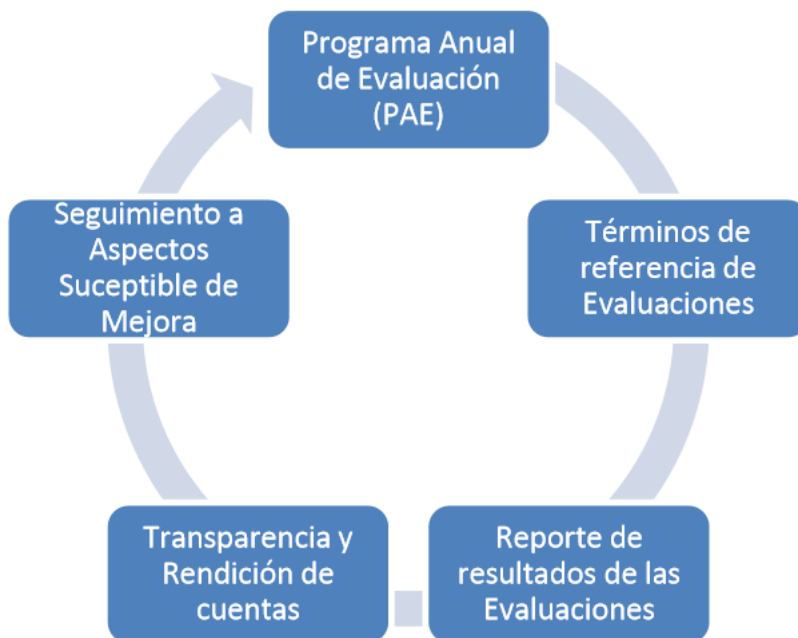 Programa Anual
de Evaluación
(PAE)
Términos de
referencia de
Evaluaciones
Reporte de
resultados de las
Evaluaciones
Transparencia y
Rendición de
cuentas
Seguimiento a
Aspectos
Suceptible de
Mejora